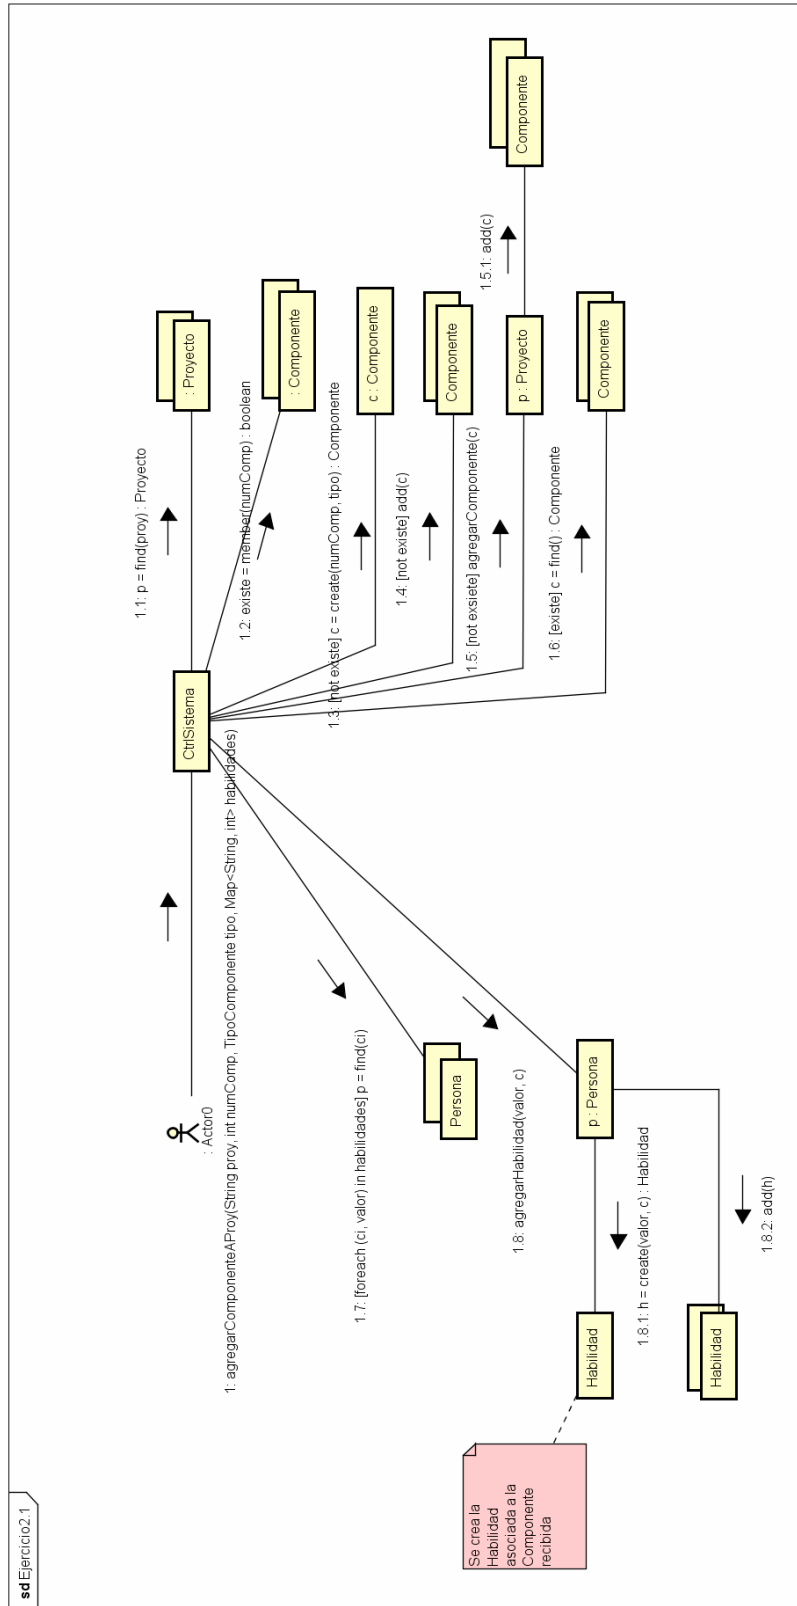 sd Ejercicio2.1
: Actor0
1: agregarComponenteAProy(String proy, int numComp, TipoComponente tipo, Map<String, int> habilidades)
CtrlSistema
1.1: p = find(proy) : Proyecto
: Proyecto
1.2: existe = member(numComp) : boolean
: Componente
1.3: [not existe] c = create(numComp, tipo) : Componente
c : Componente
1.4: [not existe] add(c)
Componente
1.5: [not exsiete] agregarComponente(c)
p : Proyecto
1.5.1: add(c)
Componente
1.6: [existe] c = find() : Componente
Componente
1.7: [foreach (ci, valor) in habilidades] p = find(ci)
Persona
1.8: agregarHabilidad(valor, c)
p : Persona
1.8.1: h = create(valor, c) : Habilidad
Habilidad
1.8.2: add(h)
Habilidad
Se crea la
Habilidad
asociada a la
Componente
recibida